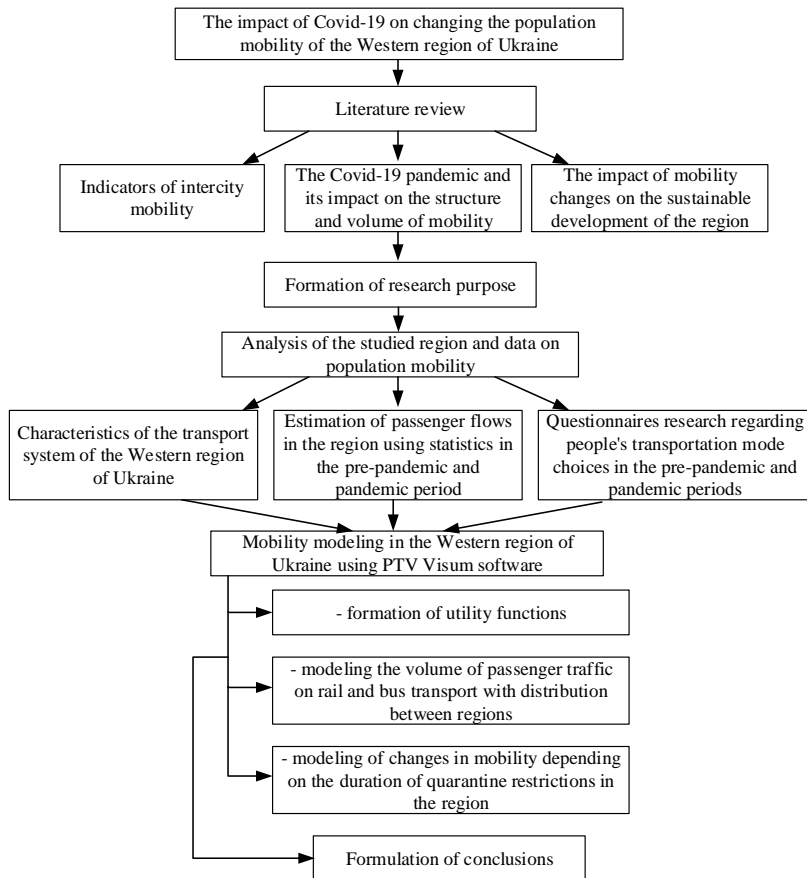 The impact of Covid-19 on changing the population
mobility of the Western region of Ukraine
Literature review
Indicators of intercity
mobility
The Covid-19 pandemic and
its impact on the structure
and volume of mobility
The impact of mobility
changes on the sustainable
development of the region
Formation of research purpose
Analysis of the studied region and data on
population mobility
Characteristics of the transport
system of the Western region
of Ukraine
Estimation of passenger flows
in the region using statistics in
the pre-pandemic and
pandemic period
Questionnaires research regarding
people's transportation mode
choices in the pre-pandemic and
pandemic periods
Mobility modeling in the Western region of
Ukraine using PTV Visum software
- formation of utility functions
- modeling the volume of passenger traffic
on rail and bus transport with distribution
between regions
- modeling of changes in mobility depending
on the duration of quarantine restrictions in
the region
Formulation of conclusions